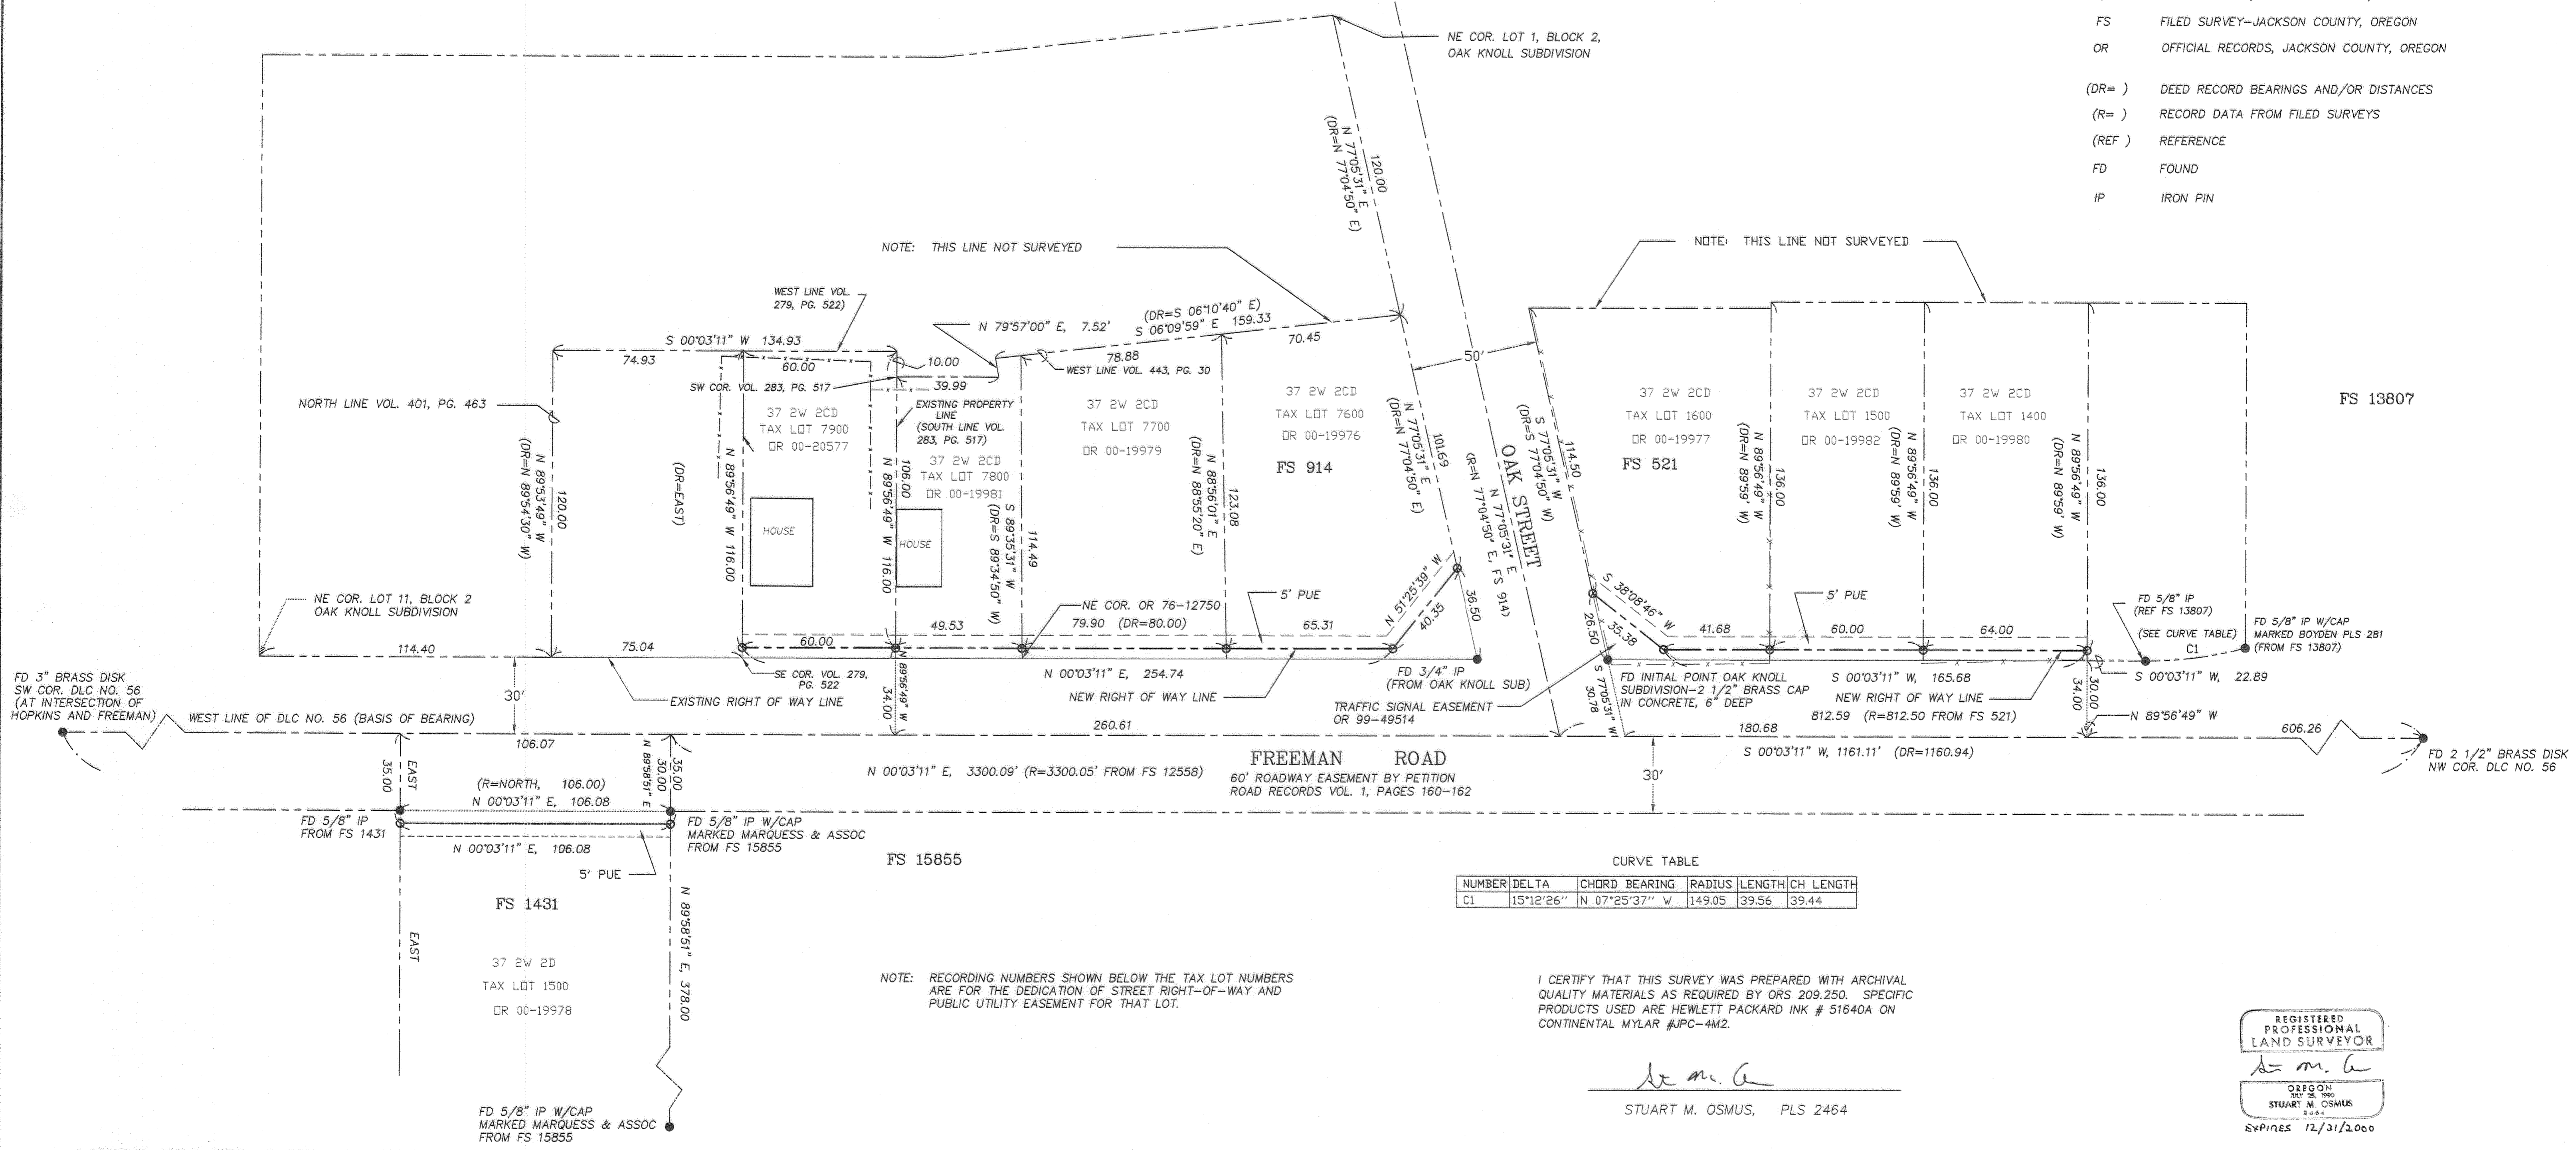 FS FILED SURVEY–JACKSON COUNTY, OREGON
OR OFFICIAL RECORDS, JACKSON COUNTY, OREGON
(DR= ) DEED RECORD BEARINGS AND/OR DISTANCES
(R= ) RECORD DATA FROM FILED SURVEYS
(REF ) REFERENCE
FD FOUND
IP IRON PIN
NE COR. LOT 1, BLOCK 2,
OAK KNOLL SUBDIVISION
120.00
N 77°05'31" E
(DR=N 77°04'50" E)
NOTE: THIS LINE NOT SURVEYED
NOTE: THIS LINE NOT SURVEYED
WEST LINE VOL.
279, PG. 522)
N 79°57'00" E, 7.52'
(DR=S 06°10'40" E)
S 06°09'59" E 159.33
S 00°03'11" W 134.93
74.93
60.00
10.00
78.88
70.45
50'
SW COR. VOL. 283, PG. 517
39.99
WEST LINE VOL. 443, PG. 30
NORTH LINE VOL. 401, PG. 463
EXISTING PROPERTY
LINE
(SOUTH LINE VOL.
283, PG. 517)
37 2W 2CD
TAX LOT 7900
OR 00-20577
37 2W 2CD
TAX LOT 7800
OR 00-19981
37 2W 2CD
TAX LOT 7700
OR 00-19979
37 2W 2CD
TAX LOT 7600
OR 00-19976
FS 914
37 2W 2CD
TAX LOT 1600
OR 00-19977
FS 521
37 2W 2CD
TAX LOT 1500
OR 00-19982
37 2W 2CD
TAX LOT 1400
OR 00-19980
FS 13807
120.00
N 89°53'49" W
(DR=N 89°54'30" W)
(DR=EAST)
N 89°56'49" W 116.00
106.00
N 89°56'49" W 116.00
114.49
S 89°35'31" W
(DR=S 89°34'50" W)
123.08
N 88°56'01" E
(DR=N 88°55'20" E)
101.69
N 77°05'31" E
(DR=N 77°04'50" E)
OAK STREET
N 77°05'31" E
(R=N 77°04'50" E, FS 914)
114.50
S 77°05'31" W
(DR=S 77°04'50" W)
136.00
N 89°56'49" W
(DR=N 89°59' W)
136.00
N 89°56'49" W
(DR=N 89°59' W)
136.00
N 89°56'49" W
(DR=N 89°59' W)
HOUSE
HOUSE
NE COR. LOT 11, BLOCK 2
OAK KNOLL SUBDIVISION
NE COR. OR 76-12750
5' PUE
N 51°25'39" W
40.35
36.50
S 38°08'46" W
35.38
26.50
5' PUE
FD 5/8" IP
(REF FS 13807)
(SEE CURVE TABLE)
C1
FD 5/8" IP W/CAP
MARKED BOYDEN PLS 281
(FROM FS 13807)
114.40
75.04
60.00
49.53
79.90 (DR=80.00)
65.31
41.68
60.00
64.00
SE COR. VOL. 279,
PG. 522
N 00°03'11" E, 254.74
FD 3/4" IP
(FROM OAK KNOLL SUB)
FD INITIAL POINT OAK KNOLL
SUBDIVISION-2 1/2" BRASS CAP
IN CONCRETE, 6" DEEP
S 00°03'11" W, 165.68
S 00°03'11" W, 22.89
FD 3" BRASS DISK
SW COR. DLC NO. 56
(AT INTERSECTION OF
HOPKINS AND FREEMAN)
30'
EXISTING RIGHT OF WAY LINE
N 89°56'49" W
34.00
NEW RIGHT OF WAY LINE
TRAFFIC SIGNAL EASEMENT
OR 99-49514
S 77°05'31" W
30.78
NEW RIGHT OF WAY LINE
812.59 (R=812.50 FROM FS 521)
30.00
34.00
N 89°56'49" W
WEST LINE OF DLC NO. 56 (BASIS OF BEARING)
106.07
260.61
180.68
606.26
FD 2 1/2" BRASS DISK
NW COR. DLC NO. 56
EAST
35.00
35.00
30.00
N 89°58'51" E
(R=NORTH, 106.00)
N 00°03'11" E, 106.08
N 00°03'11" E, 3300.09' (R=3300.05' FROM FS 12558)
FREEMAN ROAD
60' ROADWAY EASEMENT BY PETITION
ROAD RECORDS VOL. 1, PAGES 160-162
S 00°03'11" W, 1161.11' (DR=1160.94)
30'
FD 5/8" IP
FROM FS 1431
FD 5/8" IP W/CAP
MARKED MARQUESS & ASSOC
FROM FS 15855
N 00°03'11" E, 106.08
5' PUE
FS 15855
FS 1431
EAST
N 89°58'51" E, 378.00
37 2W 2D
TAX LOT 1500
OR 00-19978
CURVE TABLE
NUMBER DELTA CHORD BEARING RADIUS LENGTH CH LENGTH
C1 15°12'26'' N 07°25'37'' W 149.05 39.56 39.44
NOTE: RECORDING NUMBERS SHOWN BELOW THE TAX LOT NUMBERS
ARE FOR THE DEDICATION OF STREET RIGHT-OF-WAY AND
PUBLIC UTILITY EASEMENT FOR THAT LOT.
I CERTIFY THAT THIS SURVEY WAS PREPARED WITH ARCHIVAL
QUALITY MATERIALS AS REQUIRED BY ORS 209.250. SPECIFIC
PRODUCTS USED ARE HEWLETT PACKARD INK # 51640A ON
CONTINENTAL MYLAR #JPC-4M2.
STUART M. OSMUS, PLS 2464
FD 5/8" IP W/CAP
MARKED MARQUESS & ASSOC
FROM FS 15855
REGISTERED
PROFESSIONAL
LAND SURVEYOR
OREGON
JULY 25, 1990
STUART M. OSMUS
2464
EXPIRES 12/31/2000